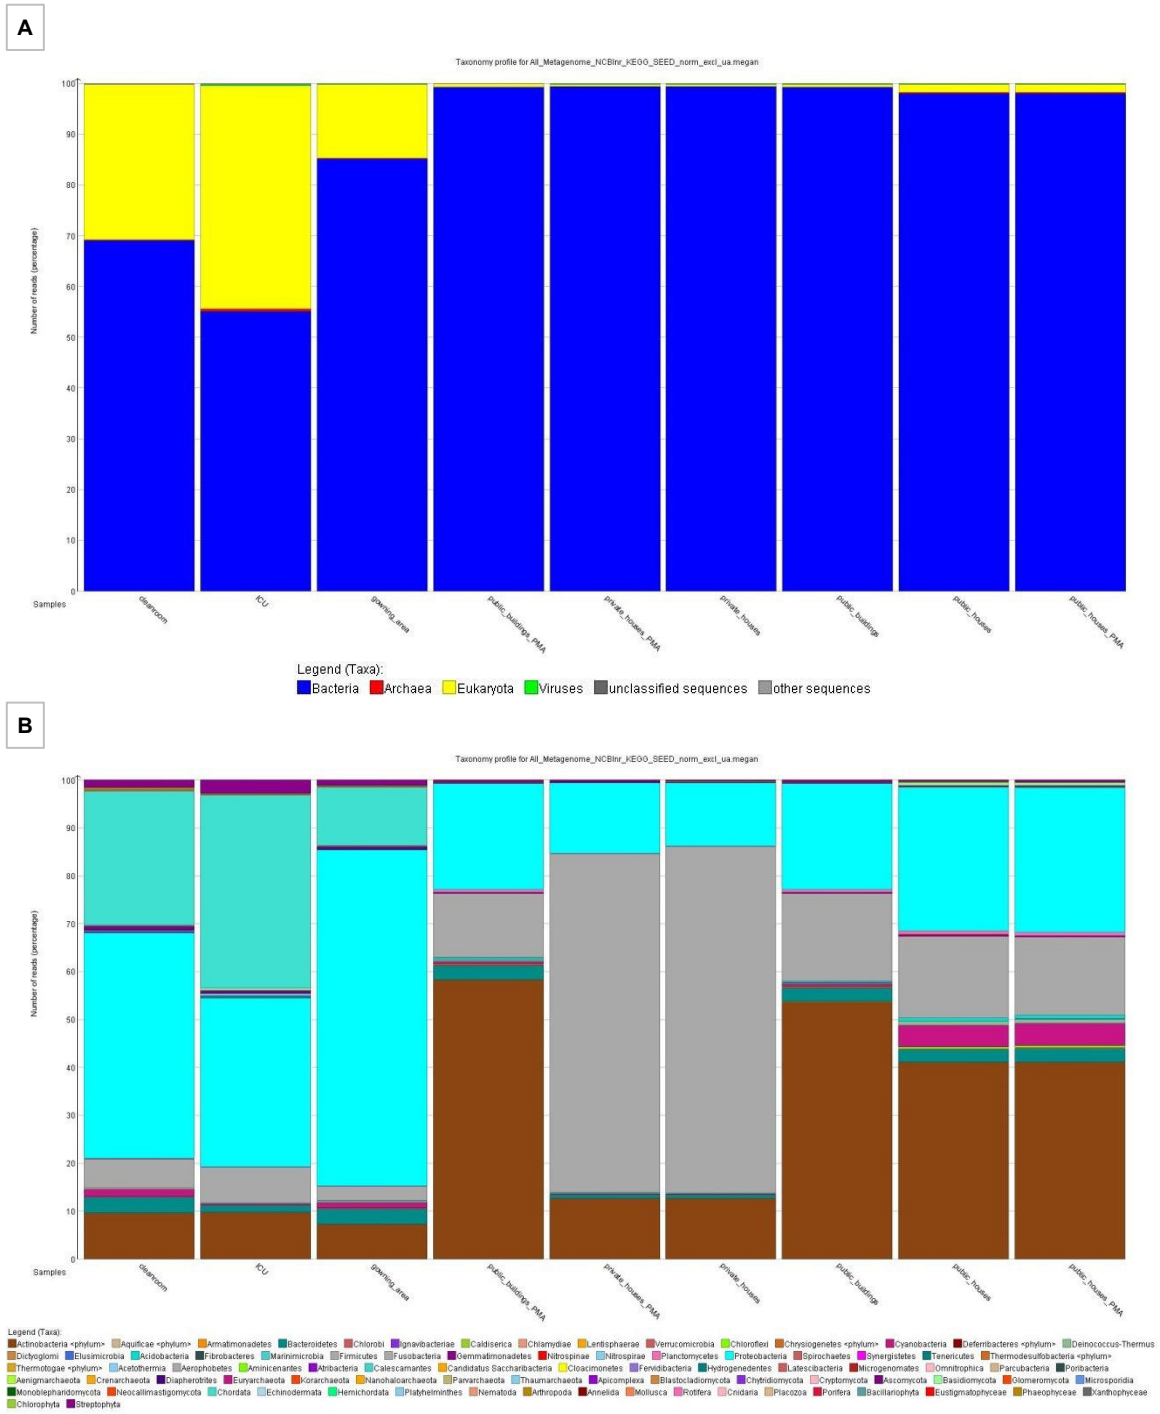 A
Taxonomy profile for All_Metagenome_NCBInr_KEGG_SEED_norm_excl_ua.megan
100
90
80
70
60
50
40
30
20
10
0
Number of reads (percentage)
Samples
cleanroom
ICU
gowning_area
public_buildings_PMA
private_houses_PMA
private_houses
public_buildings
public_houses
public_houses_PMA
Legend (Taxa):
Bacteria Archaea Eukaryota Viruses unclassified sequences other sequences
B
Taxonomy profile for All_Metagenome_NCBInr_KEGG_SEED_norm_excl_ua.megan
100
90
80
70
60
50
40
30
20
10
0
Number of reads (percentage)
Samples
cleanroom
ICU
gowning_area
public_buildings_PMA
private_houses_PMA
private_houses
public_buildings
public_houses
public_houses_PMA
Legend (Taxa):
Actinobacteria <phylum> Aquificae <phylum> Armatimonadetes Bacteroidetes Chlorobi Ignavibacteriae Caldiserica Chlamydiae Lentisphaerae Verrucomicrobia Chloroflexi Chrysiogenetes <phylum> Cyanobacteria Deferribacteres <phylum> Deinococcus-Thermus
Dictyoglomi Elusimicrobia Acidobacteria Fibrobacteres Marinimicrobia Firmicutes Fusobacteria Gemmatimonadetes Nitrospinae Nitrospirae Planctomycetes Proteobacteria Spirochaetes Synergistetes Tenericutes Thermodesulfobacteria <phylum>
Thermotogae <phylum> Acetothermia Aerophobetes Aminicenantes Atribacteria Calescamantes Candidatus Saccharibacteria Cloacimonetes Fervidibacteria Hydrogenedentes Latescibacteria Microgenomates Omnitrophica Parcubacteria Poribacteria
Aenigmarchaeota Crenarchaeota Diapherotrites Euryarchaeota Korarchaeota Nanohaloarchaeota Parvarchaeota Thaumarchaeota Apicomplexa Blastocladiomycota Chytridiomycota Cryptomycota Ascomycota Basidiomycota Glomeromycota Microsporidia
Monoblepharidomycota Neocallimastigomycota Chordata Echinodermata Hemichordata Platyhelminthes Nematoda Arthropoda Annelida Mollusca Rotifera Cnidaria Placozoa Porifera Bacillariophyta Eustigmatophyceae Phaeophyceae Xanthophyceae
Chlorophyta Streptophyta